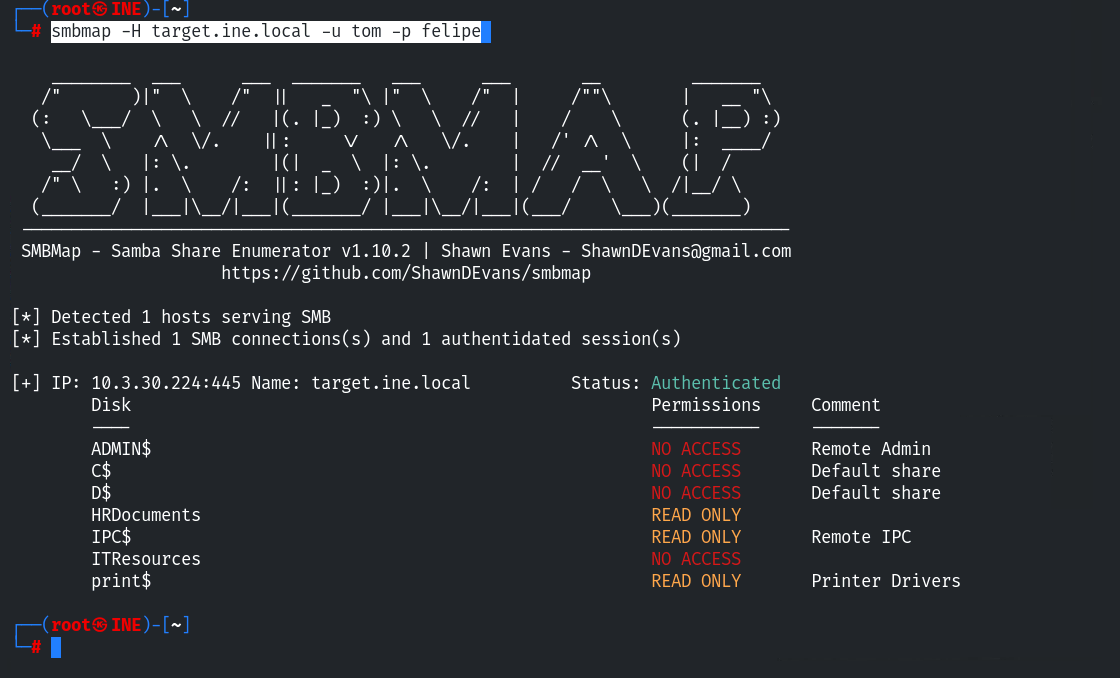 ┌──(root㉿INE)-[~]
└─# smbmap -H target.ine.local -u tom -p felipe
SMBMap - Samba Share Enumerator v1.10.2 | Shawn Evans - ShawnDEvans@gmail.com
https://github.com/ShawnDEvans/smbmap
[*] Detected 1 hosts serving SMB
[*] Established 1 SMB connections(s) and 1 authentidated session(s)
[+] IP: 10.3.30.224:445 Name: target.ine.local Status: Authenticated
Disk Permissions Comment
---- ----------- -------
ADMIN$ NO ACCESS Remote Admin
C$ NO ACCESS Default share
D$ NO ACCESS Default share
HRDocuments READ ONLY
IPC$ READ ONLY Remote IPC
ITResources NO ACCESS
print$ READ ONLY Printer Drivers
┌──(root㉿INE)-[~]
└─#